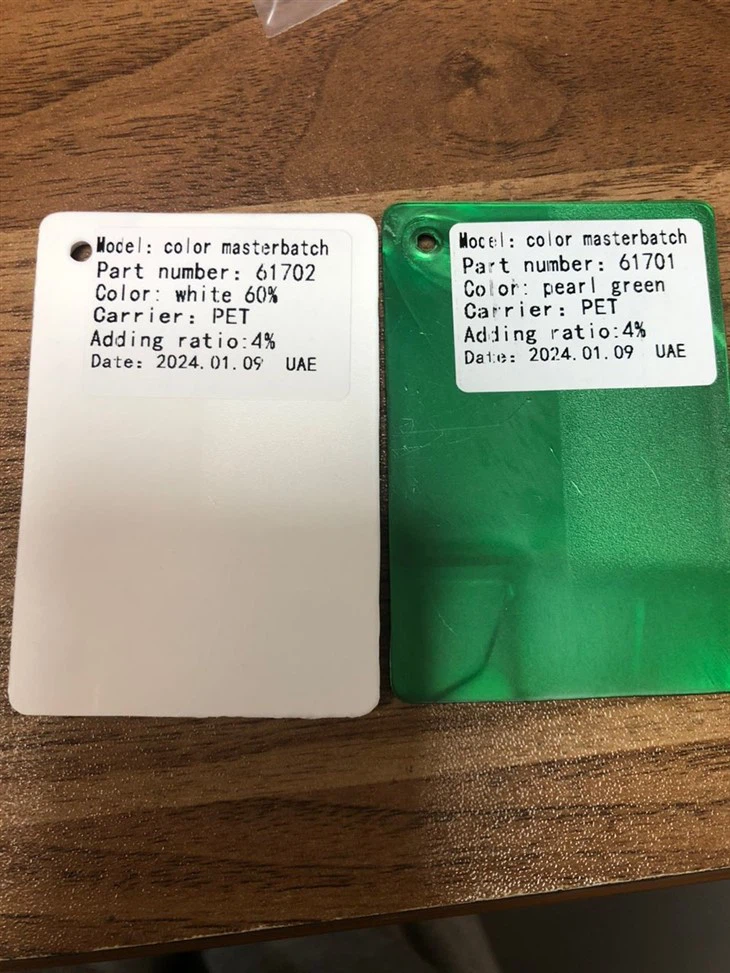 Model: color masterbatch
Part number: 61702
Color: white 60%
Carrier: PET
Adding ratio:4%
Date: 2024.01.09 UAE
Model: color masterbatch
Part number: 61701
Color: pearl green
Carrier: PET
Adding ratio:4%
Date: 2024.01.09 UAE